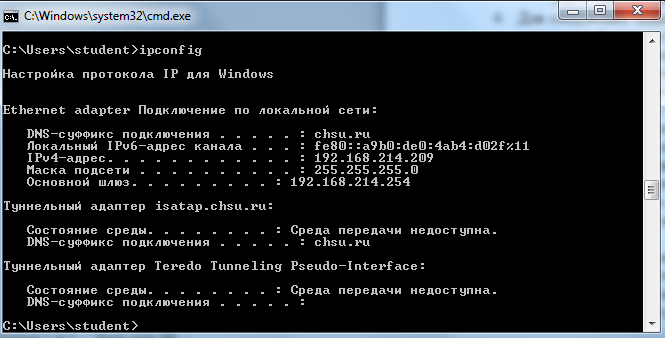 C:\Windows\system32\cmd.exe
C:\Users\student>ipconfig
Настройка протокола IP для Windows
Ethernet adapter Подключение по локальной сети:
DNS-суффикс подключения . . . . . : chsu.ru
Локальный IPv6-адрес канала . . . : fe80::a9b0:de0:4ab4:d02f%11
IPv4-адрес. . . . . . . . . . . . : 192.168.214.209
Маска подсети . . . . . . . . . . : 255.255.255.0
Основной шлюз. . . . . . . . . : 192.168.214.254
Туннельный адаптер isatap.chsu.ru:
Состояние среды. . . . . . . . : Среда передачи недоступна.
DNS-суффикс подключения . . . . . : chsu.ru
Туннельный адаптер Teredo Tunneling Pseudo-Interface:
Состояние среды. . . . . . . . : Среда передачи недоступна.
DNS-суффикс подключения . . . . . :
C:\Users\student>